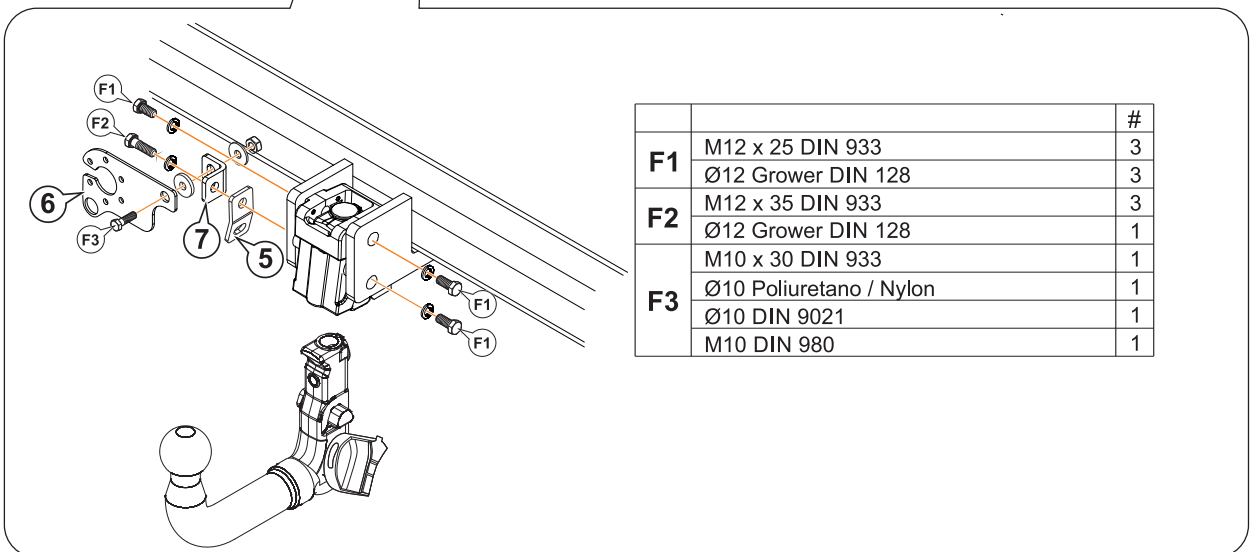 F1
F2
6
F3
7
5
F1
F1
#
F1
M12 x 25 DIN 933 3
Ø12 Grower DIN 128 3
F2
M12 x 35 DIN 933 3
Ø12 Grower DIN 128 1
F3
M10 x 30 DIN 933 1
Ø10 Poliuretano / Nylon 1
Ø10 DIN 9021 1
M10 DIN 980 1